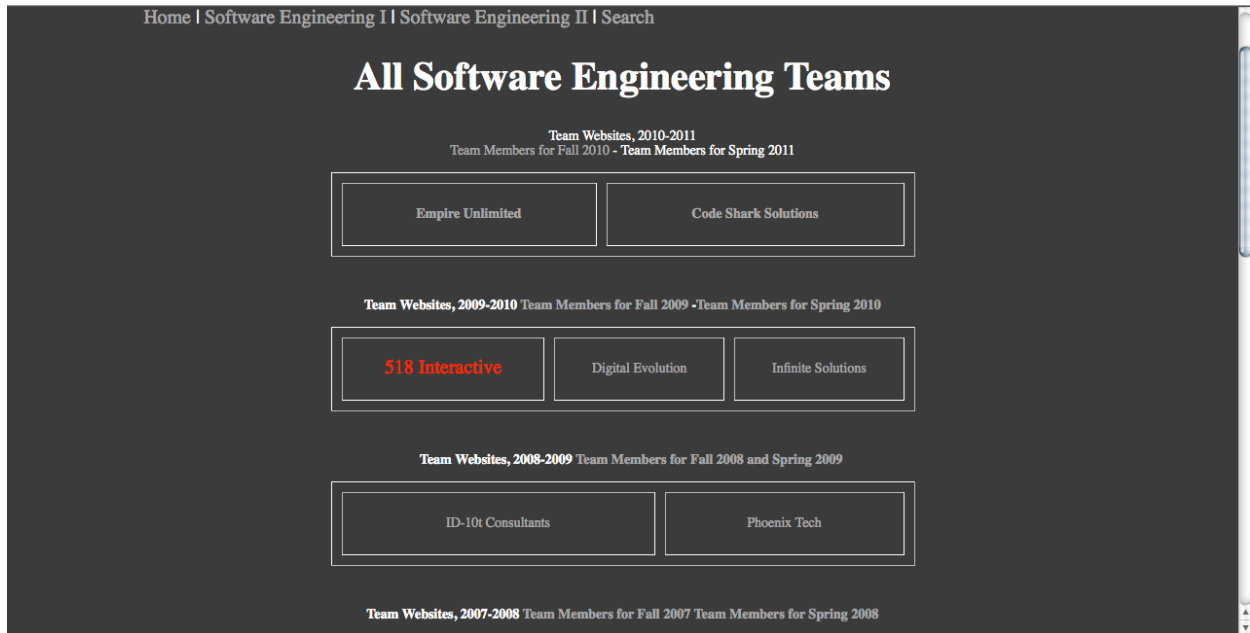 Home | Software Engineering I | Software Engineering II | Search
All Software Engineering Teams
Team Websites, 2010-2011
Team Members for Fall 2010 - Team Members for Spring 2011
Empire Unlimited
Code Shark Solutions
Team Websites, 2009-2010 Team Members for Fall 2009 -Team Members for Spring 2010
518 Interactive
Digital Evolution
Infinite Solutions
Team Websites, 2008-2009 Team Members for Fall 2008 and Spring 2009
ID-10t Consultants
Phoenix Tech
Team Websites, 2007-2008 Team Members for Fall 2007 Team Members for Spring 2008